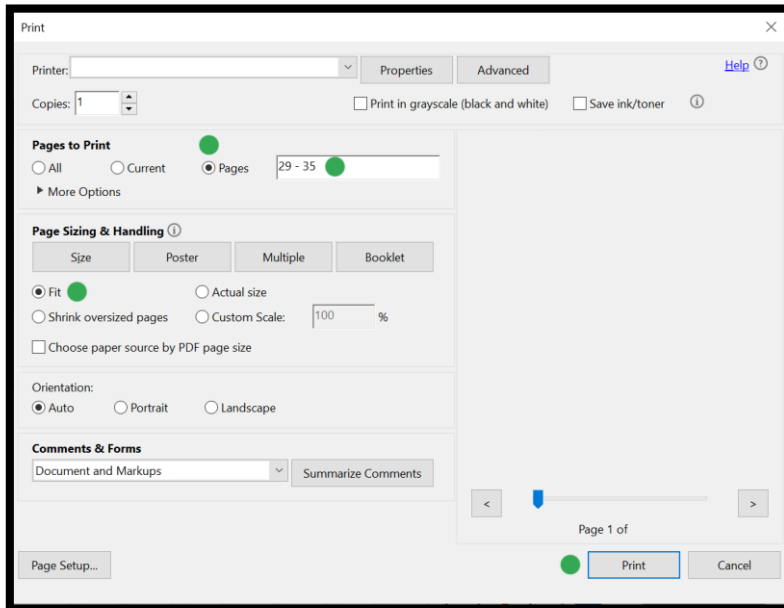 Print
Printer: Properties Advanced Help
Copies: 1 Print in grayscale (black and white) Save ink/toner
Pages to Print
All Current Pages 29 - 35
More Options
Page Sizing & Handling
Size Poster Multiple Booklet
Fit Actual size
Shrink oversized pages Custom Scale: 100 %
Choose paper source by PDF page size
Orientation:
Auto Portrait Landscape
Comments & Forms
Document and Markups Summarize Comments
< >
Page 1 of
Page Setup... Print Cancel